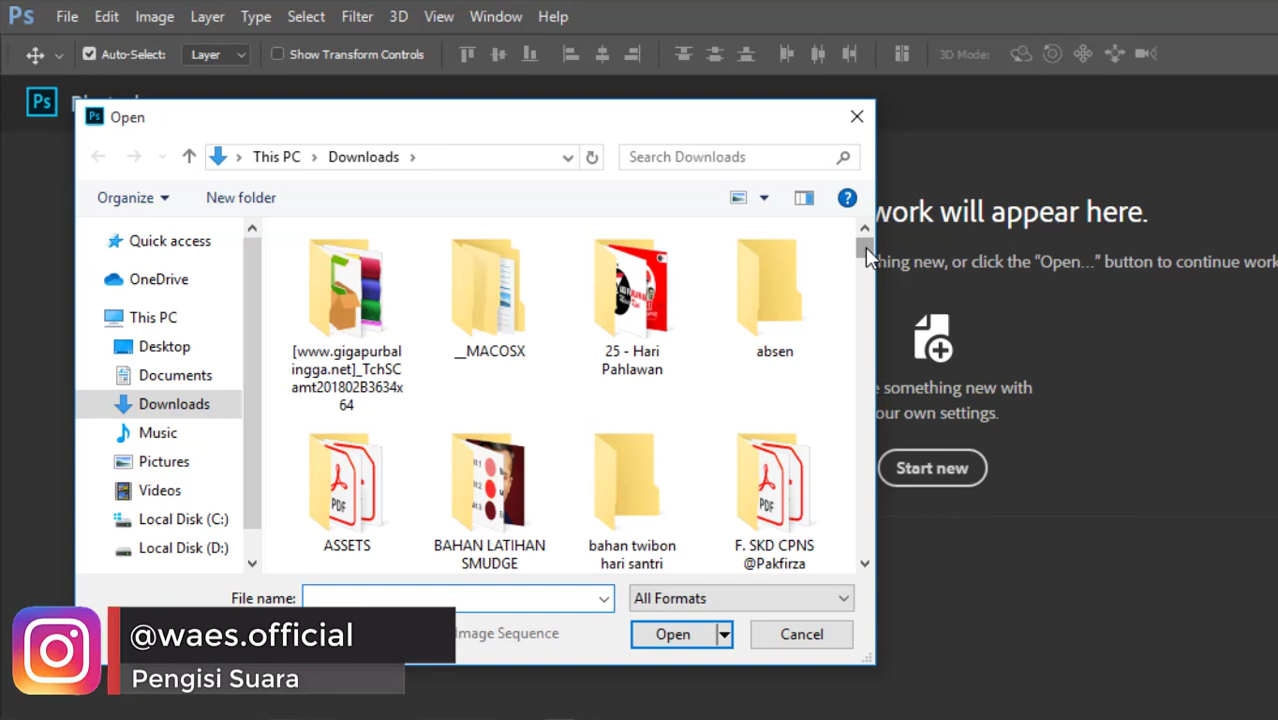 Ps File Edit Image Layer Type Select Filter 3D View Window Help
Auto-Select: Layer Show Transform Controls 3D Mode:
Ps
Ps Open
This PC Downloads Search Downloads
Organize New folder ?
work will appear here.
Quick access
hing new, or click the “Open...” button to continue work
OneDrive
This PC
Desktop
Documents
Downloads
Music
Pictures
Videos
Local Disk (C:)
Local Disk (D:)
[www.gigapurbal
ingga.net]_TchSC
amt201802B3634x
64
__MACOSX
25 - Hari
Pahlawan
absen
PDF
ASSETS
BAHAN LATIHAN
SMUDGE
bahan twibon
hari santri
PDF
F. SKD CPNS
@Pakfirza
e something new with
our own settings.
Start new
File name: All Formats
mage Sequence Open Cancel
@waes.official
Pengisi Suara